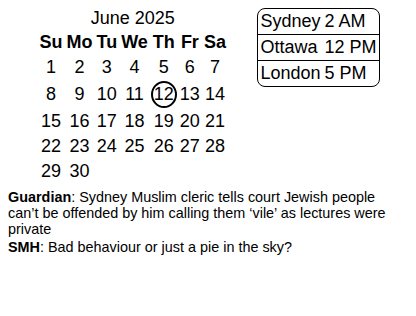 June 2025
Su Mo Tu We Th Fr Sa
1 2 3 4 5 6 7
8 9 10 11 12 13 14
15 16 17 18 19 20 21
22 23 24 25 26 27 28
29 30
Sydney 2 AM
Ottawa 12 PM
London 5 PM
Guardian: Sydney Muslim cleric tells court Jewish people
can’t be offended by him calling them ‘vile’ as lectures were
private
SMH: Bad behaviour or just a pie in the sky?